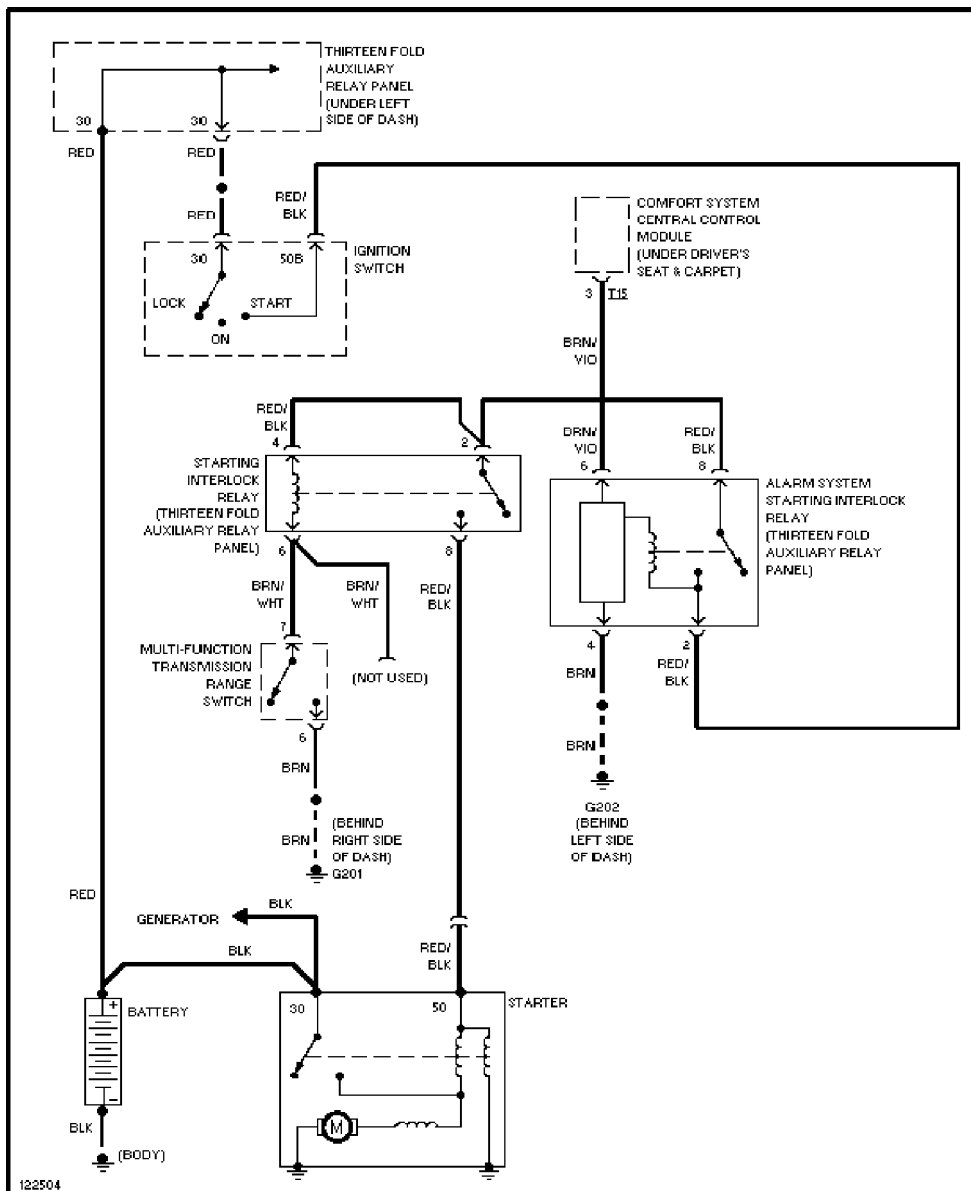 THIRTEEN FOLD
AUXILIARY
RELAY PANEL
(UNDER LEFT
SIDE OF DASH)
30
30
RED
RED
RED
RED/
BLK
30
50B
IGNITION
SWITCH
LOCK
START
ON
COMFORT SYSTEM
CENTRAL CONTROL
MODULE
(UNDER DRIVER'S
SEAT & CARPET)
3
T15
BRN/
VIO
RED/
BLK
4
2
BRN/
VIO
6
RED/
BLK
8
STARTING
INTERLOCK
RELAY
(THIRTEEN FOLD
AUXILIARY RELAY
PANEL)
6
8
ALARM SYSTEM
STARTING INTERLOCK
RELAY
(THIRTEEN FOLD
AUXILIARY RELAY
PANEL)
4
2
BRN/
WHT
BRN/
WHT
RED/
BLK
BRN
RED/
BLK
7
MULTI-FUNCTION
TRANSMISSION
RANGE
SWITCH
(NOT USED)
6
BRN
BRN
BRN
G202
(BEHIND
LEFT SIDE
OF DASH)
(BEHIND
RIGHT SIDE
OF DASH)
G201
RED
GENERATOR
BLK
BLK
RED/
BLK
30
50
STARTER
+
BATTERY
-
M
BLK
(BODY)
122504